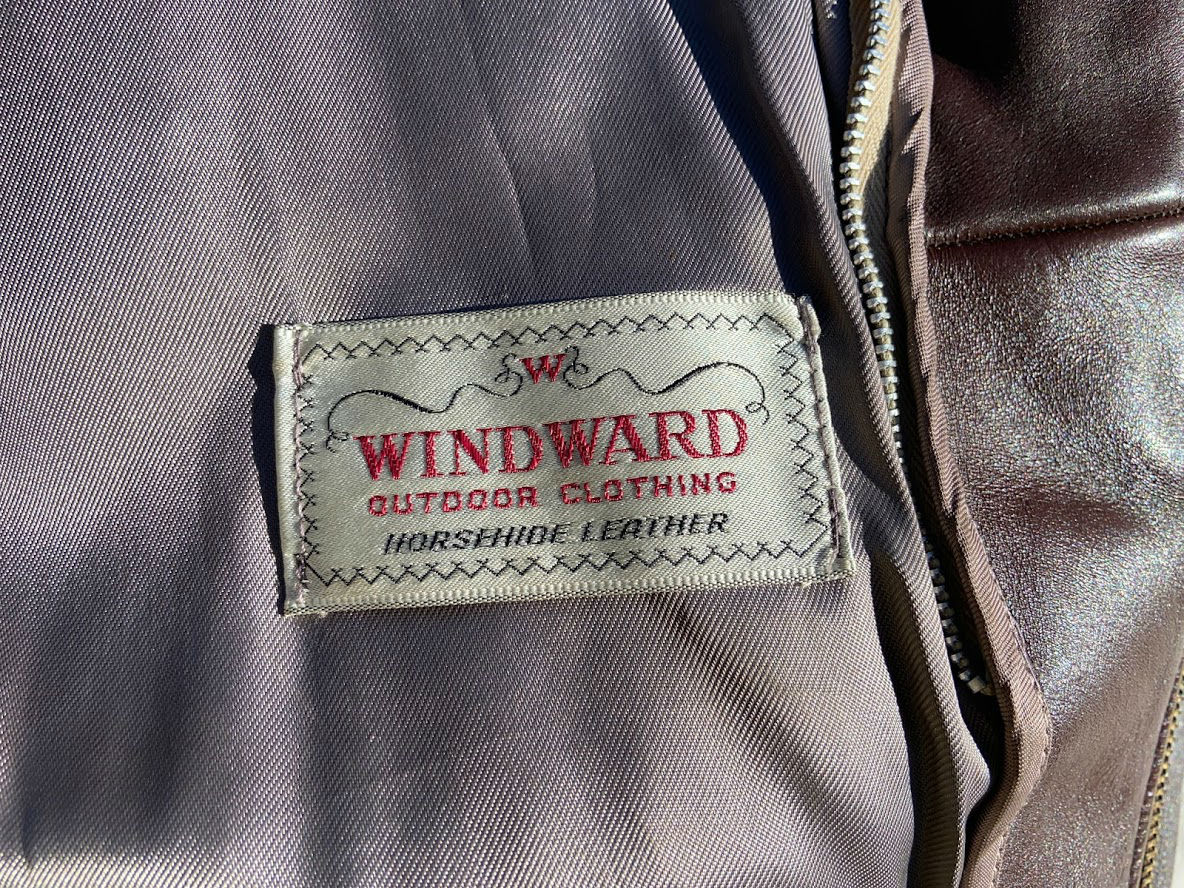 W
WINDWARD
OUTDOOR CLOTHING
HORSEHIDE LEATHER